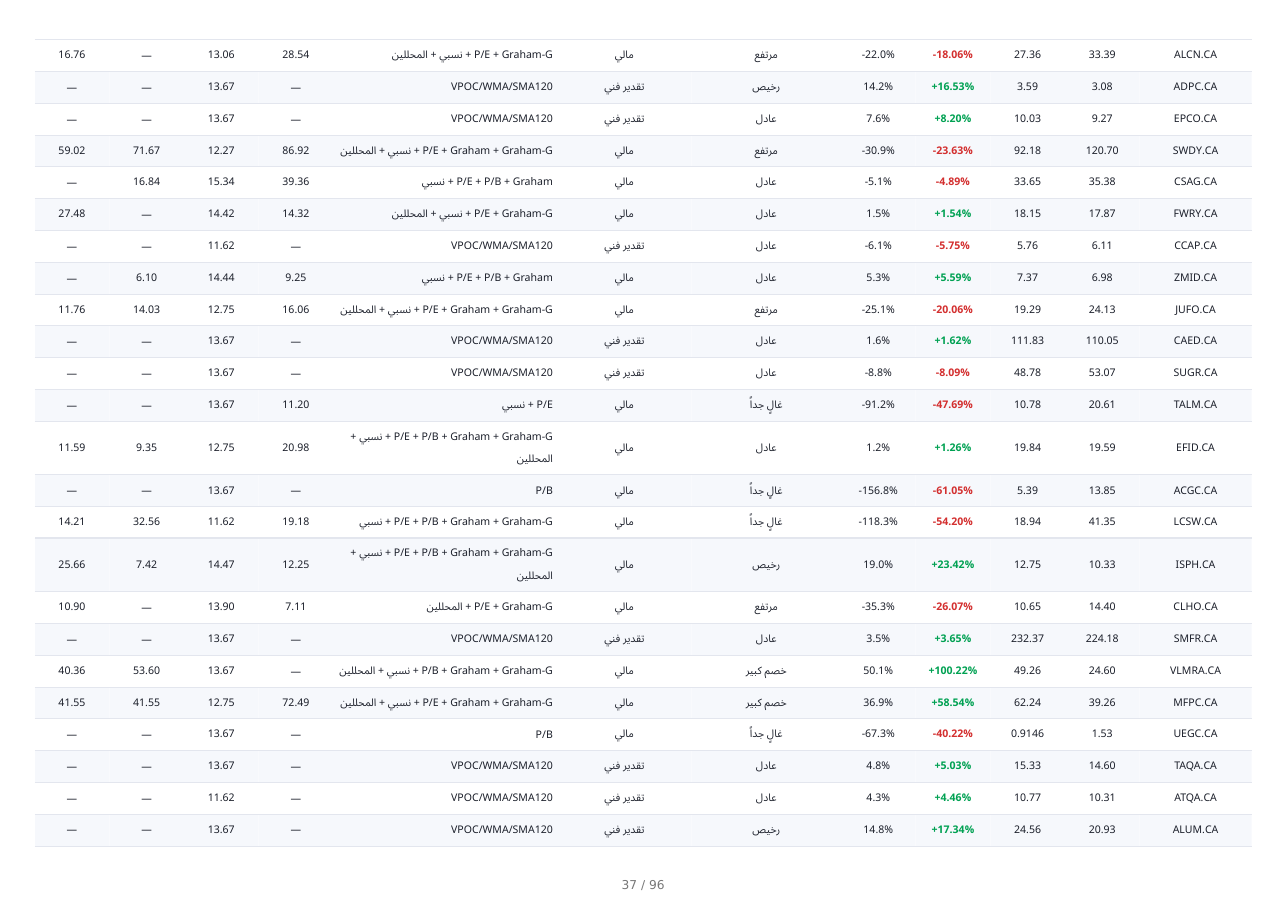 ALCN.CA 33.39 27.36 -18.06% -22.0% مرتفع مالي P/E + Graham-G + نسبي + المحللين 28.54 13.06 — 16.76
ADPC.CA 3.08 3.59 +16.53% 14.2% رخيص تقدير فني VPOC/WMA/SMA120 — 13.67 — —
EPCO.CA 9.27 10.03 +8.20% 7.6% عادل تقدير فني VPOC/WMA/SMA120 — 13.67 — —
SWDY.CA 120.70 92.18 -23.63% -30.9% مرتفع مالي P/E + Graham + Graham-G + نسبي + المحللين 86.92 12.27 71.67 59.02
CSAG.CA 35.38 33.65 -4.89% -5.1% عادل مالي P/E + P/B + Graham + نسبي 39.36 15.34 16.84 —
FWRY.CA 17.87 18.15 +1.54% 1.5% عادل مالي P/E + Graham-G + نسبي + المحللين 14.32 14.42 — 27.48
CCAP.CA 6.11 5.76 -5.75% -6.1% عادل تقدير فني VPOC/WMA/SMA120 — 11.62 — —
ZMID.CA 6.98 7.37 +5.59% 5.3% عادل مالي P/E + P/B + Graham + نسبي 9.25 14.44 6.10 —
JUFO.CA 24.13 19.29 -20.06% -25.1% مرتفع مالي P/E + Graham + Graham-G + نسبي + المحللين 16.06 12.75 14.03 11.76
CAED.CA 110.05 111.83 +1.62% 1.6% عادل تقدير فني VPOC/WMA/SMA120 — 13.67 — —
SUGR.CA 53.07 48.78 -8.09% -8.8% عادل تقدير فني VPOC/WMA/SMA120 — 13.67 — —
TALM.CA 20.61 10.78 -47.69% -91.2% غالٍ جداً مالي P/E + نسبي 11.20 13.67 — —
EFID.CA 19.59 19.84 +1.26% 1.2% عادل مالي P/E + P/B + Graham + Graham-G + نسبي + 20.98 12.75 9.35 11.59
المحللين
ACGC.CA 13.85 5.39 -61.05% -156.8% غالٍ جداً مالي P/B — 13.67 — —
LCSW.CA 41.35 18.94 -54.20% -118.3% غالٍ جداً مالي P/E + P/B + Graham + Graham-G + نسبي 19.18 11.62 32.56 14.21
ISPH.CA 10.33 12.75 +23.42% 19.0% رخيص مالي P/E + P/B + Graham + Graham-G + نسبي + 12.25 14.47 7.42 25.66
المحللين
CLHO.CA 14.40 10.65 -26.07% -35.3% مرتفع مالي P/E + Graham-G + المحللين 7.11 13.90 — 10.90
SMFR.CA 224.18 232.37 +3.65% 3.5% عادل تقدير فني VPOC/WMA/SMA120 — 13.67 — —
VLMRA.CA 24.60 49.26 +100.22% 50.1% خصم كبير مالي P/B + Graham + Graham-G + نسبي + المحللين — 13.67 53.60 40.36
MFPC.CA 39.26 62.24 +58.54% 36.9% خصم كبير مالي P/E + Graham + Graham-G + نسبي + المحللين 72.49 12.75 41.55 41.55
UEGC.CA 1.53 0.9146 -40.22% -67.3% غالٍ جداً مالي P/B — 13.67 — —
TAQA.CA 14.60 15.33 +5.03% 4.8% عادل تقدير فني VPOC/WMA/SMA120 — 13.67 — —
ATQA.CA 10.31 10.77 +4.46% 4.3% عادل تقدير فني VPOC/WMA/SMA120 — 11.62 — —
ALUM.CA 20.93 24.56 +17.34% 14.8% رخيص تقدير فني VPOC/WMA/SMA120 — 13.67 — —
37 / 96